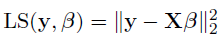 LS(y, β) = ‖y − Xβ‖₂²